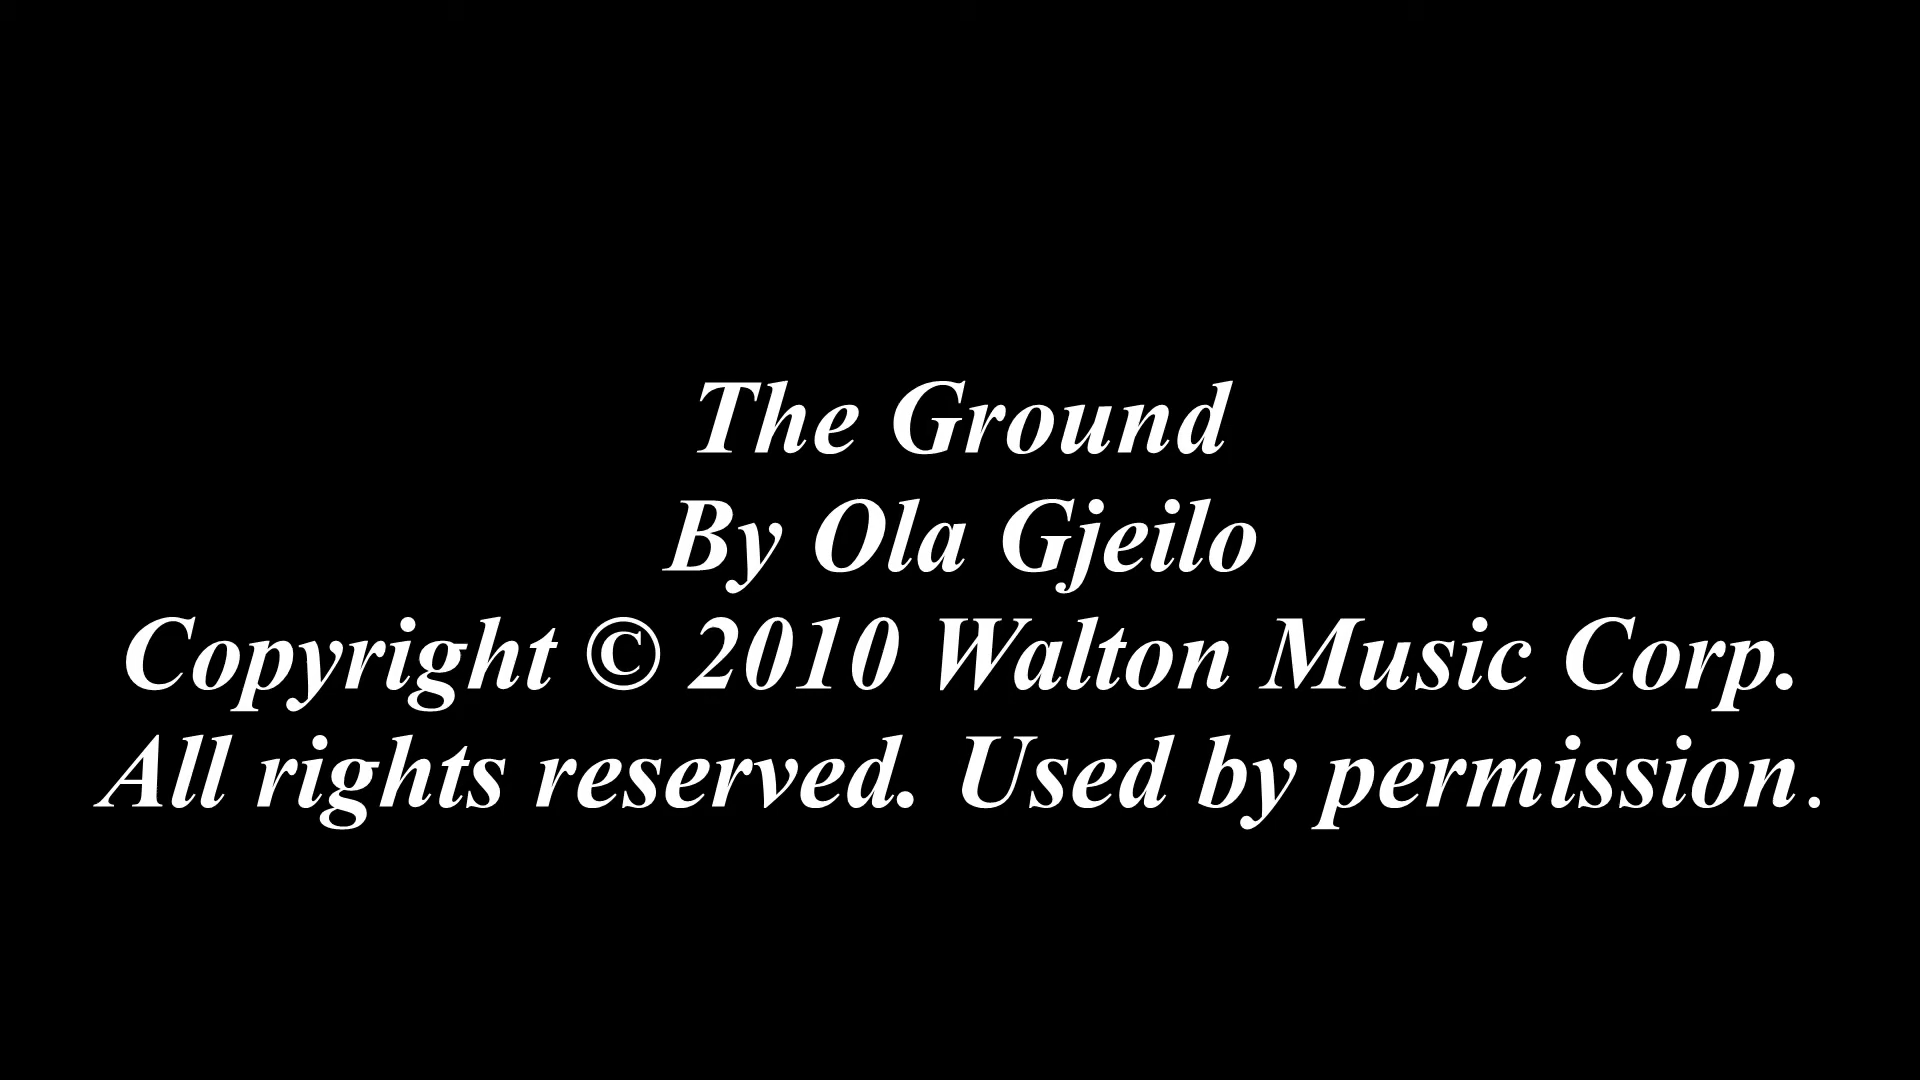 The Ground
By Ola Gjeilo
Copyright © 2010 Walton Music Corp.
All rights reserved. Used by permission.